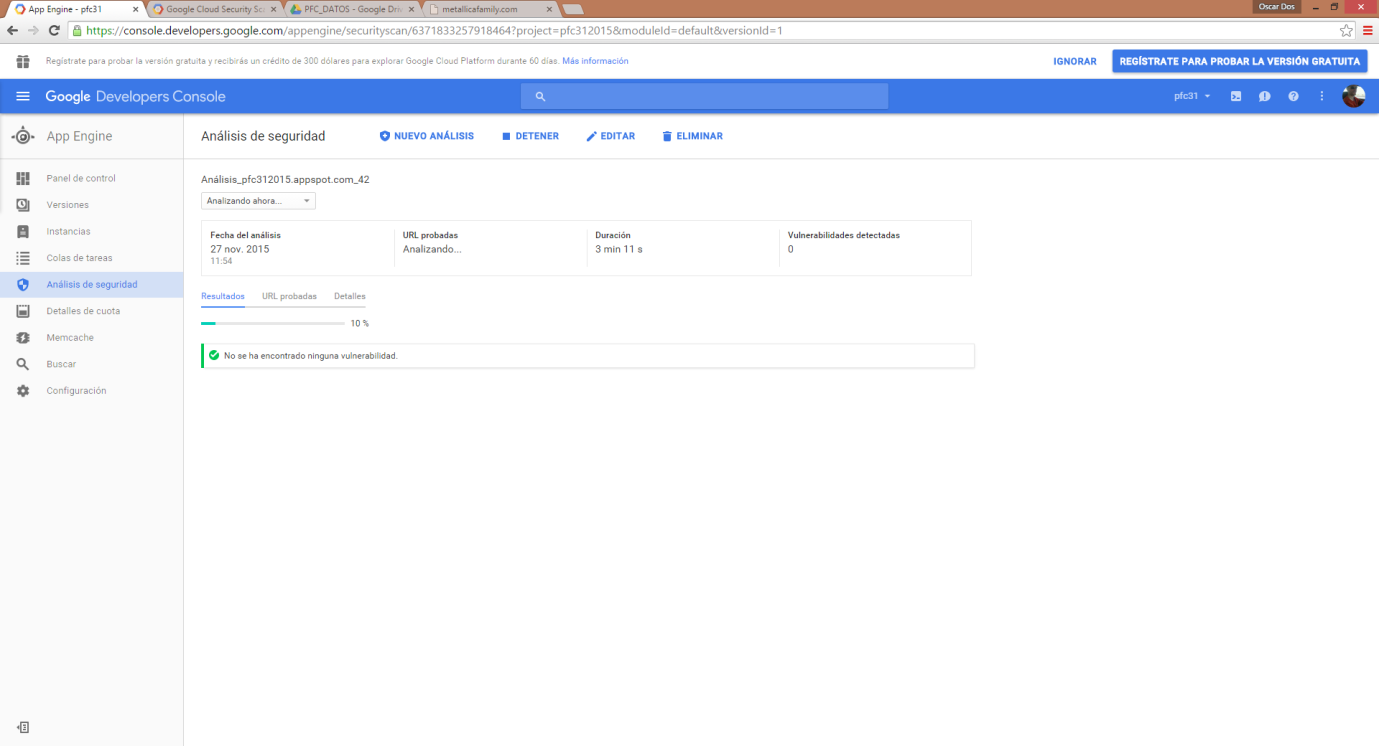 App Engine - pfc31
Google Cloud Security Sc
PFC_DATOS - Google Dri
metallicafamily.com
Oscar Dos
https://console.developers.google.com/appengine/securityscan/6371833257918464?project=pfc312015&moduleId=default&versionId=1
Regístrate para probar la versión gratuita y recibirás un crédito de 300 dólares para explorar Google Cloud Platform durante 60 días. Más información
IGNORAR
REGÍSTRATE PARA PROBAR LA VERSIÓN GRATUITA
Google Developers Console
pfc31
App Engine
Análisis de seguridad
NUEVO ANÁLISIS
DETENER
EDITAR
ELIMINAR
Panel de control
Versiones
Instancias
Colas de tareas
Análisis de seguridad
Detalles de cuota
Memcache
Buscar
Configuración
Análisis_pfc312015.appspot.com_42
Analizando ahora...
Fecha del análisis
27 nov. 2015
11:54
URL probadas
Analizando...
Duración
3 min 11 s
Vulnerabilidades detectadas
0
Resultados
URL probadas
Detalles
10 %
No se ha encontrado ninguna vulnerabilidad.